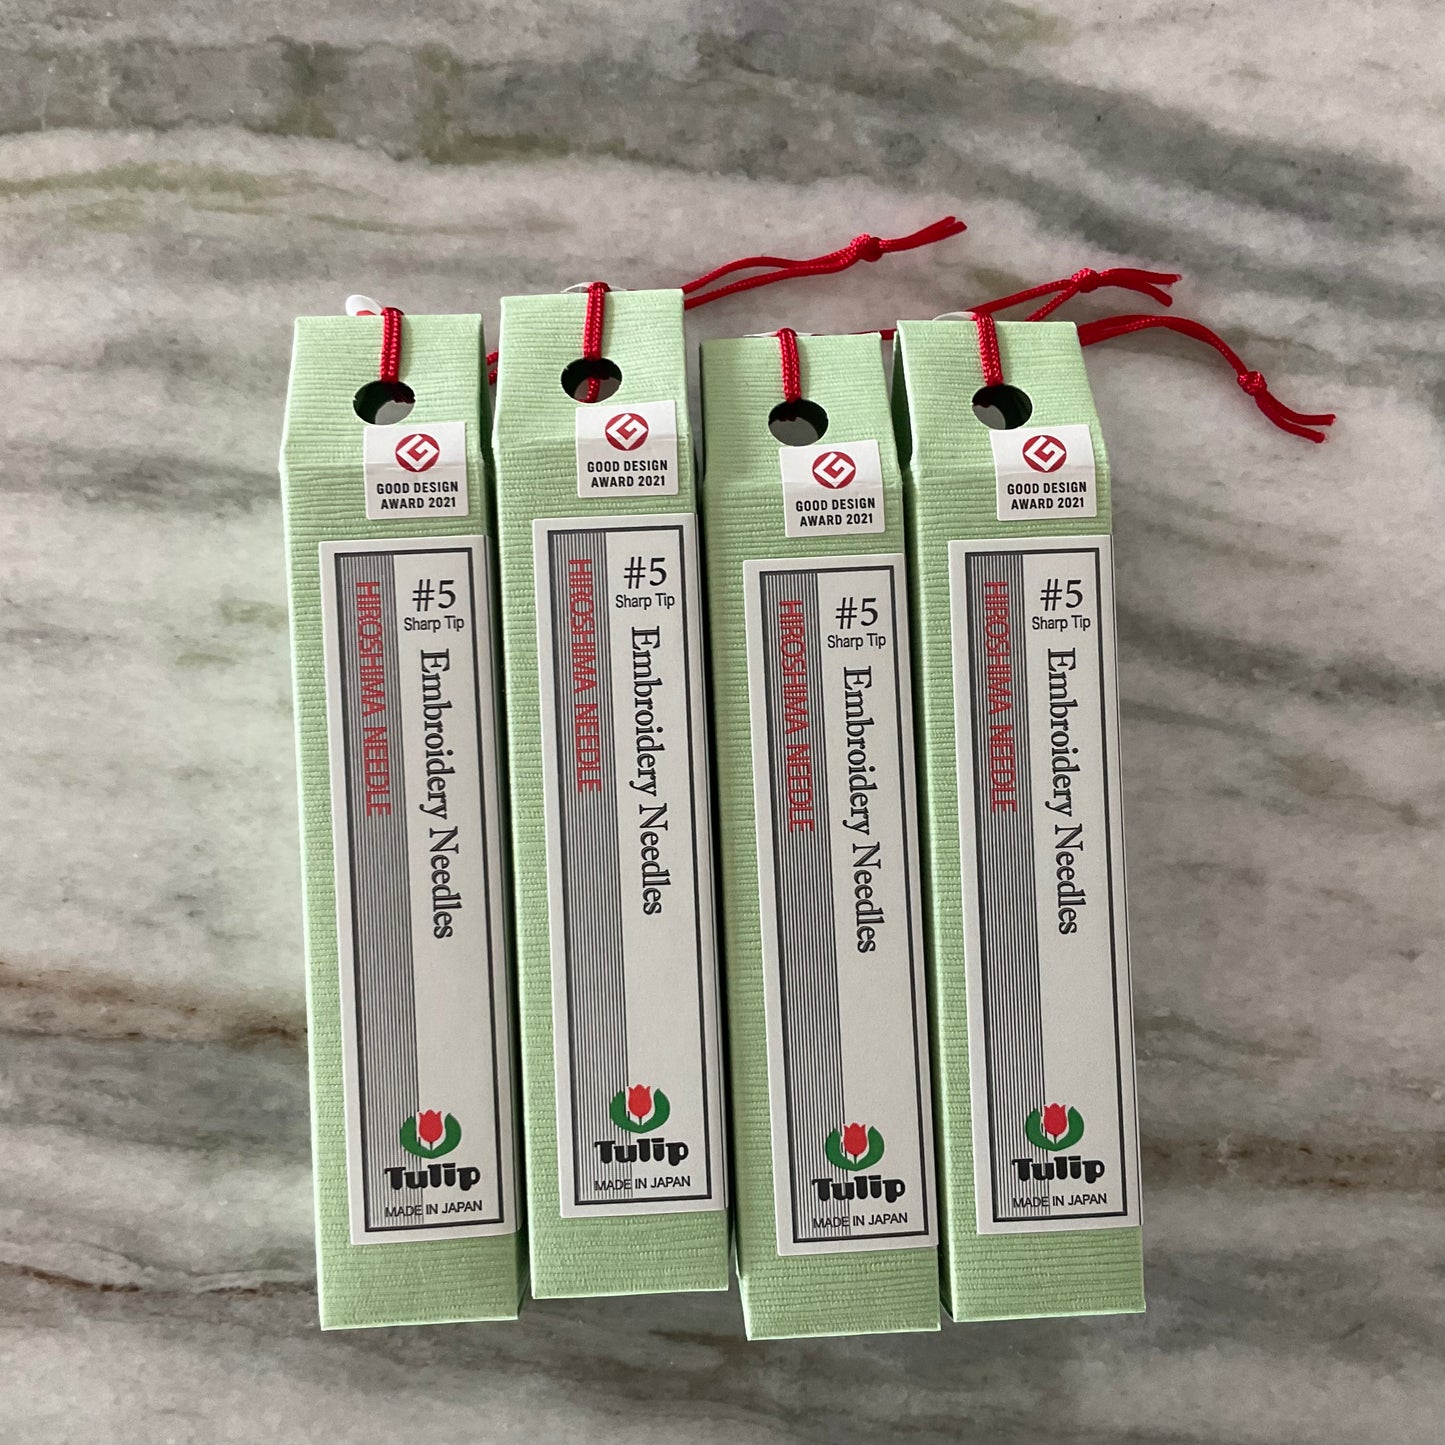 G
GOOD DESIGN
AWARD 2021
#5
Sharp Tip
Embroidery Needles
HIROSHIMA NEEDLE
Tulip
MADE IN JAPAN
G
GOOD DESIGN
AWARD 2021
#5
Sharp Tip
Embroidery Needles
HIROSHIMA NEEDLE
Tulip
MADE IN JAPAN
G
GOOD DESIGN
AWARD 2021
#5
Sharp Tip
Embroidery Needles
HIROSHIMA NEEDLE
Tulip
MADE IN JAPAN
G
GOOD DESIGN
AWARD 2021
#5
Sharp Tip
Embroidery Needles
HIROSHIMA NEEDLE
Tulip
MADE IN JAPAN